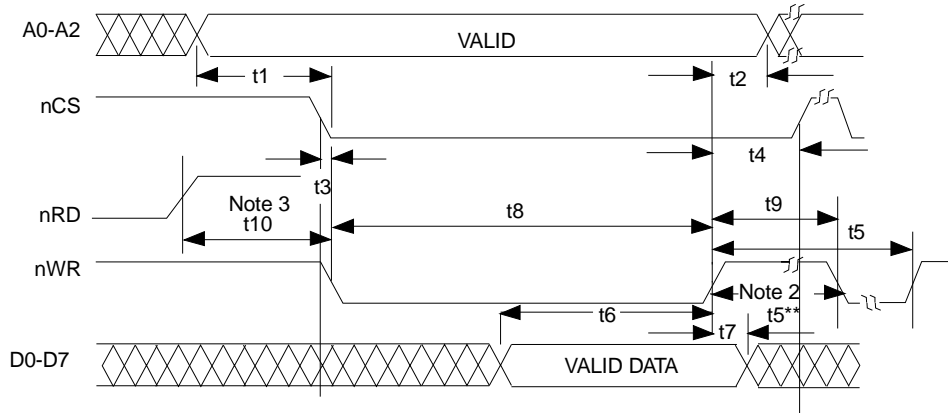 A0-A2
VALID
t1
t2
nCS
t4
t3
nRD
Note 3
t10
t8
t9
t5
nWR
Note 2
t5**
t6
t7
D0-D7
VALID DATA